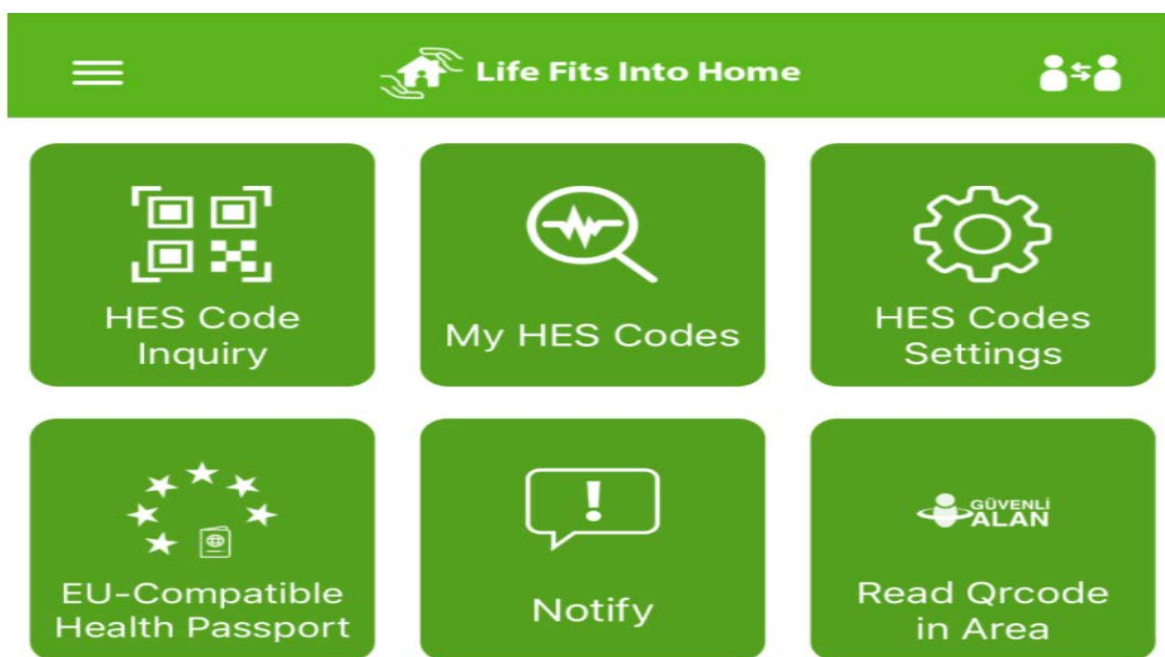 Life Fits Into Home
HES Code
Inquiry
My HES Codes
HES Codes
Settings
EU-Compatible
Health Passport
Notify
GÜVENLİ
ALAN
Read Qrcode
in Area